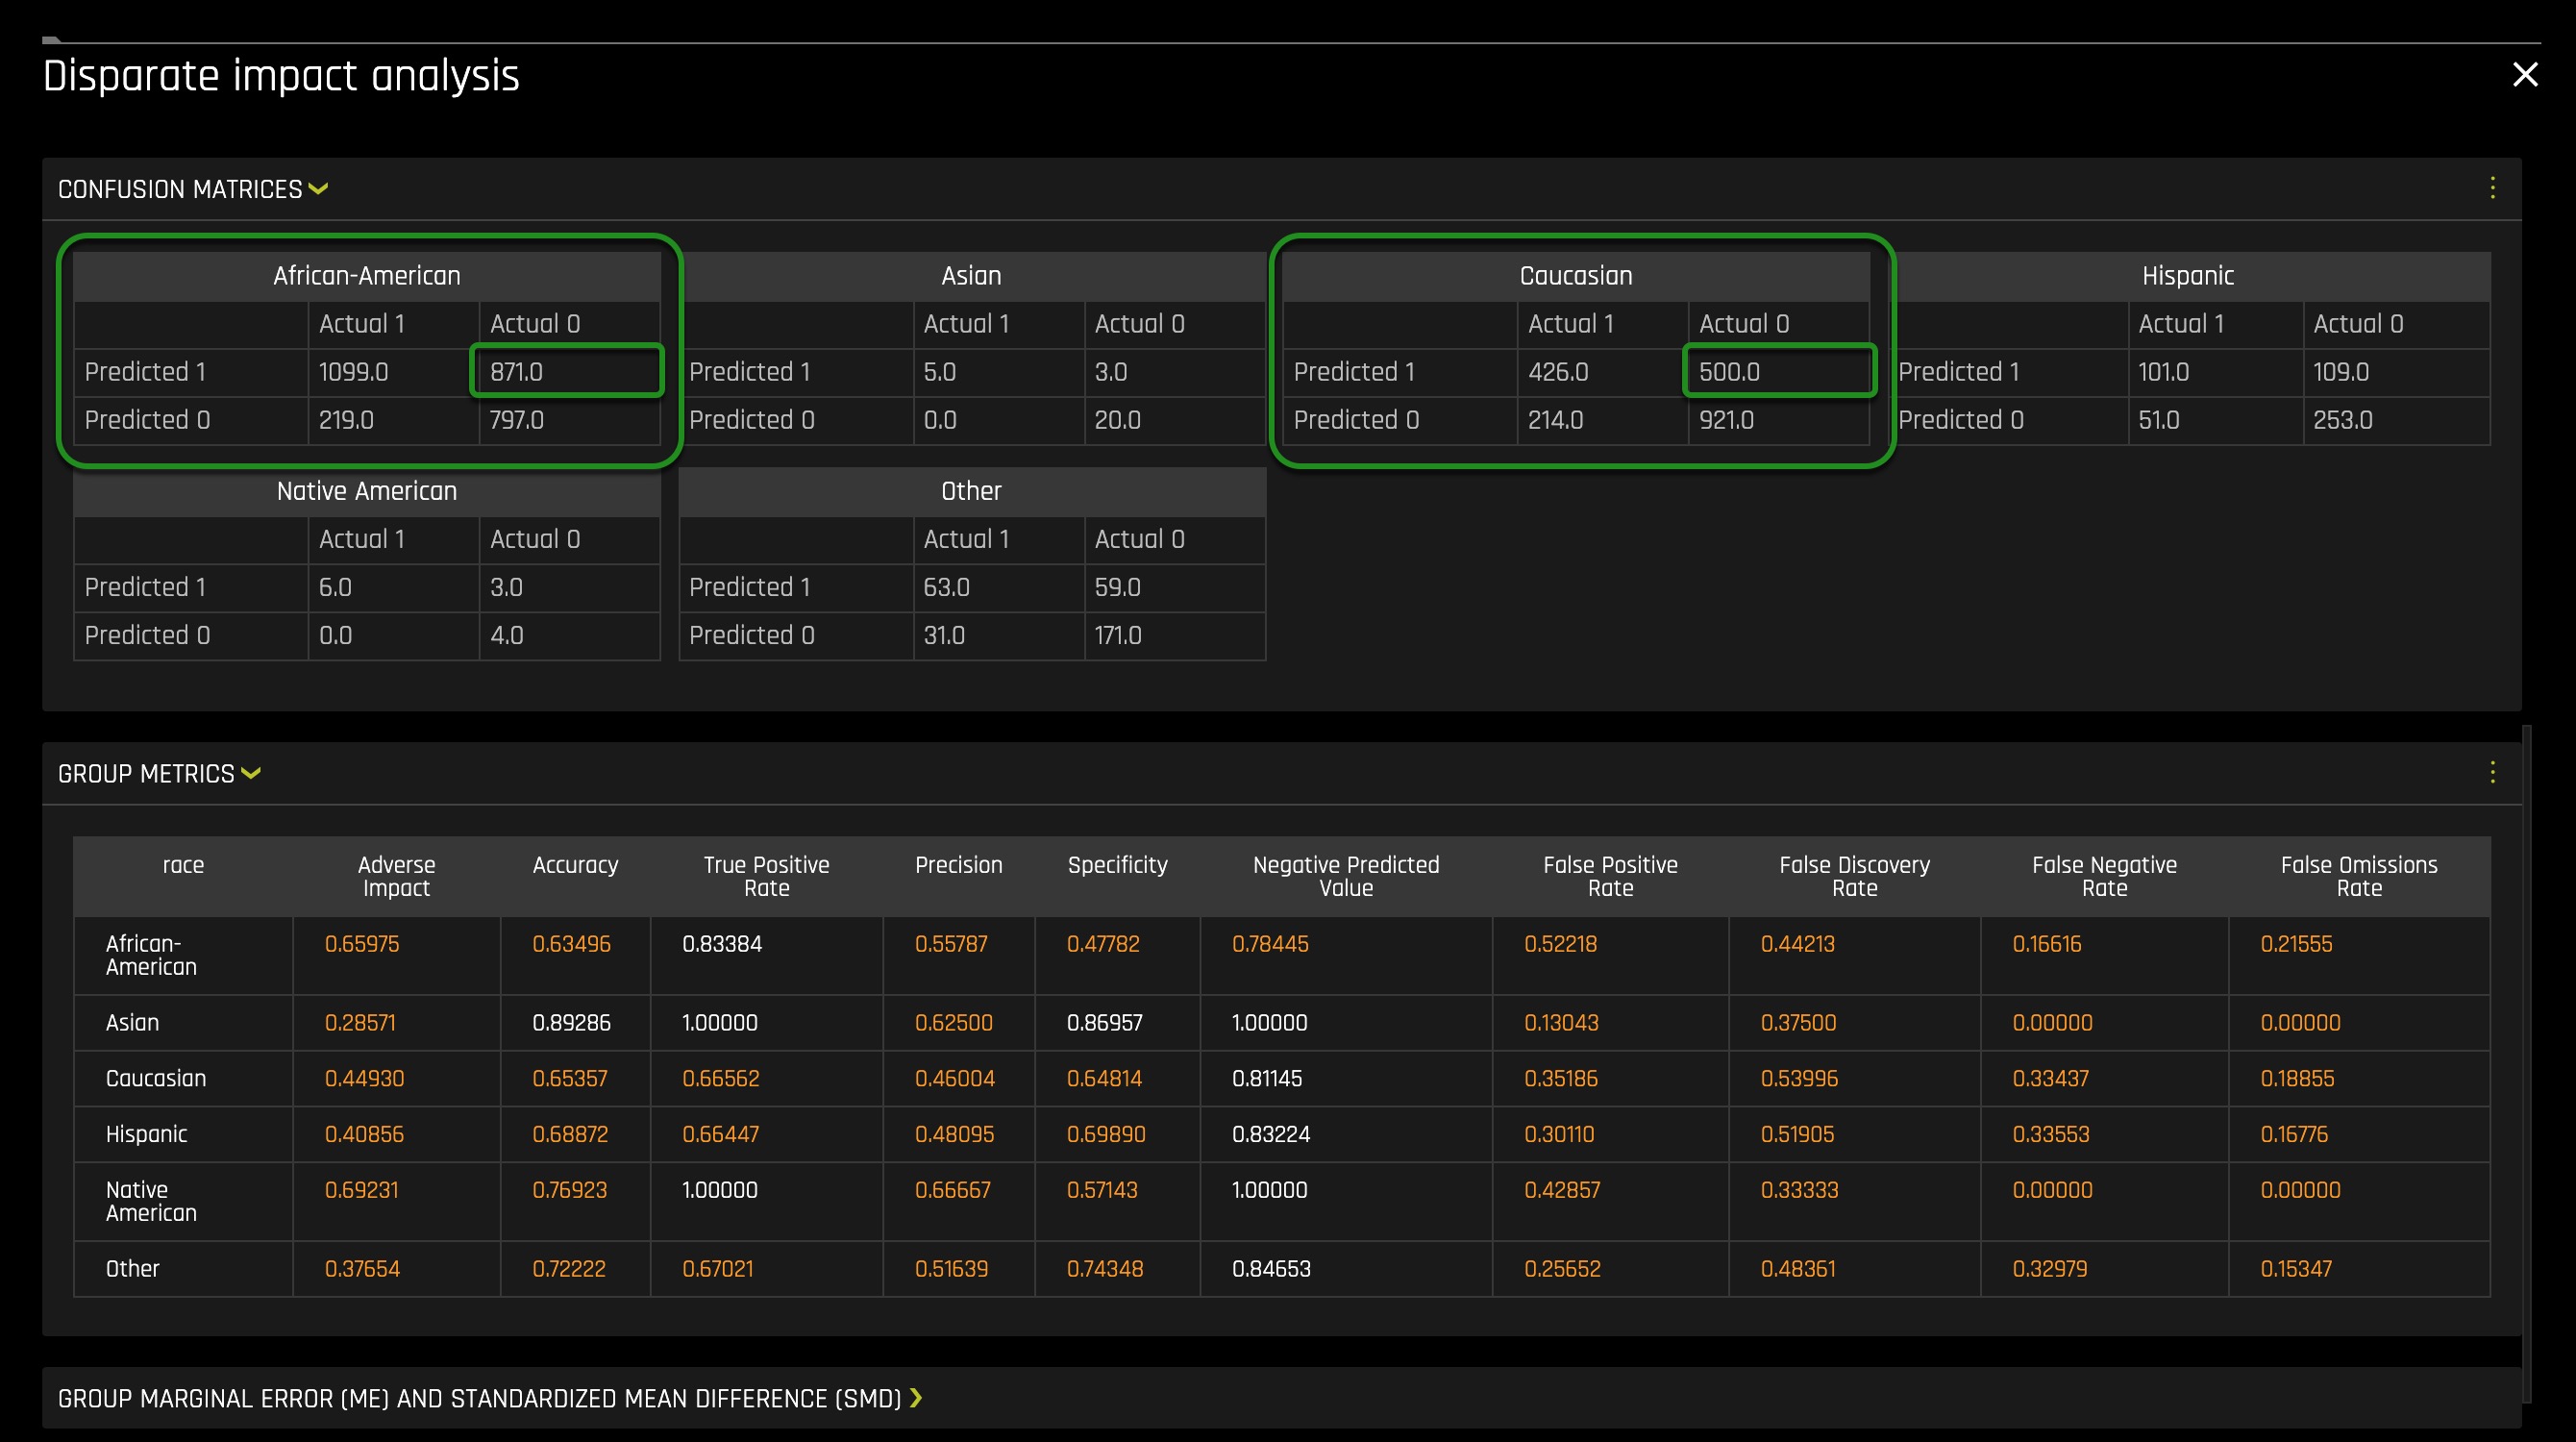 Disparate impact analysis
CONFUSION MATRICES
African-American Asian Caucasian Hispanic
Actual 1 Actual 0 Actual 1 Actual 0 Actual 1 Actual 0 Actual 1 Actual 0
Predicted 1 1099.0 871.0 Predicted 1 5.0 3.0 Predicted 1 426.0 500.0 Predicted 1 101.0 109.0
Predicted 0 219.0 797.0 Predicted 0 0.0 20.0 Predicted 0 214.0 921.0 Predicted 0 51.0 253.0
Native American Other
Actual 1 Actual 0 Actual 1 Actual 0
Predicted 1 6.0 3.0 Predicted 1 63.0 59.0
Predicted 0 0.0 4.0 Predicted 0 31.0 171.0
GROUP METRICS
race Adverse Impact Accuracy True Positive Rate Precision Specificity Negative Predicted Value False Positive Rate False Discovery Rate False Negative Rate False Omissions Rate
African-American 0.65975 0.63496 0.83384 0.55787 0.47782 0.78445 0.52218 0.44213 0.16616 0.21555
Asian 0.28571 0.89286 1.00000 0.62500 0.86957 1.00000 0.13043 0.37500 0.00000 0.00000
Caucasian 0.44930 0.65357 0.66562 0.46004 0.64814 0.81145 0.35186 0.53996 0.33437 0.18855
Hispanic 0.40856 0.68872 0.66447 0.48095 0.69890 0.83224 0.30110 0.51905 0.33553 0.16776
Native American 0.69231 0.76923 1.00000 0.66667 0.57143 1.00000 0.42857 0.33333 0.00000 0.00000
Other 0.37654 0.72222 0.67021 0.51639 0.74348 0.84653 0.25652 0.48361 0.32979 0.15347
GROUP MARGINAL ERROR (ME) AND STANDARDIZED MEAN DIFFERENCE (SMD)